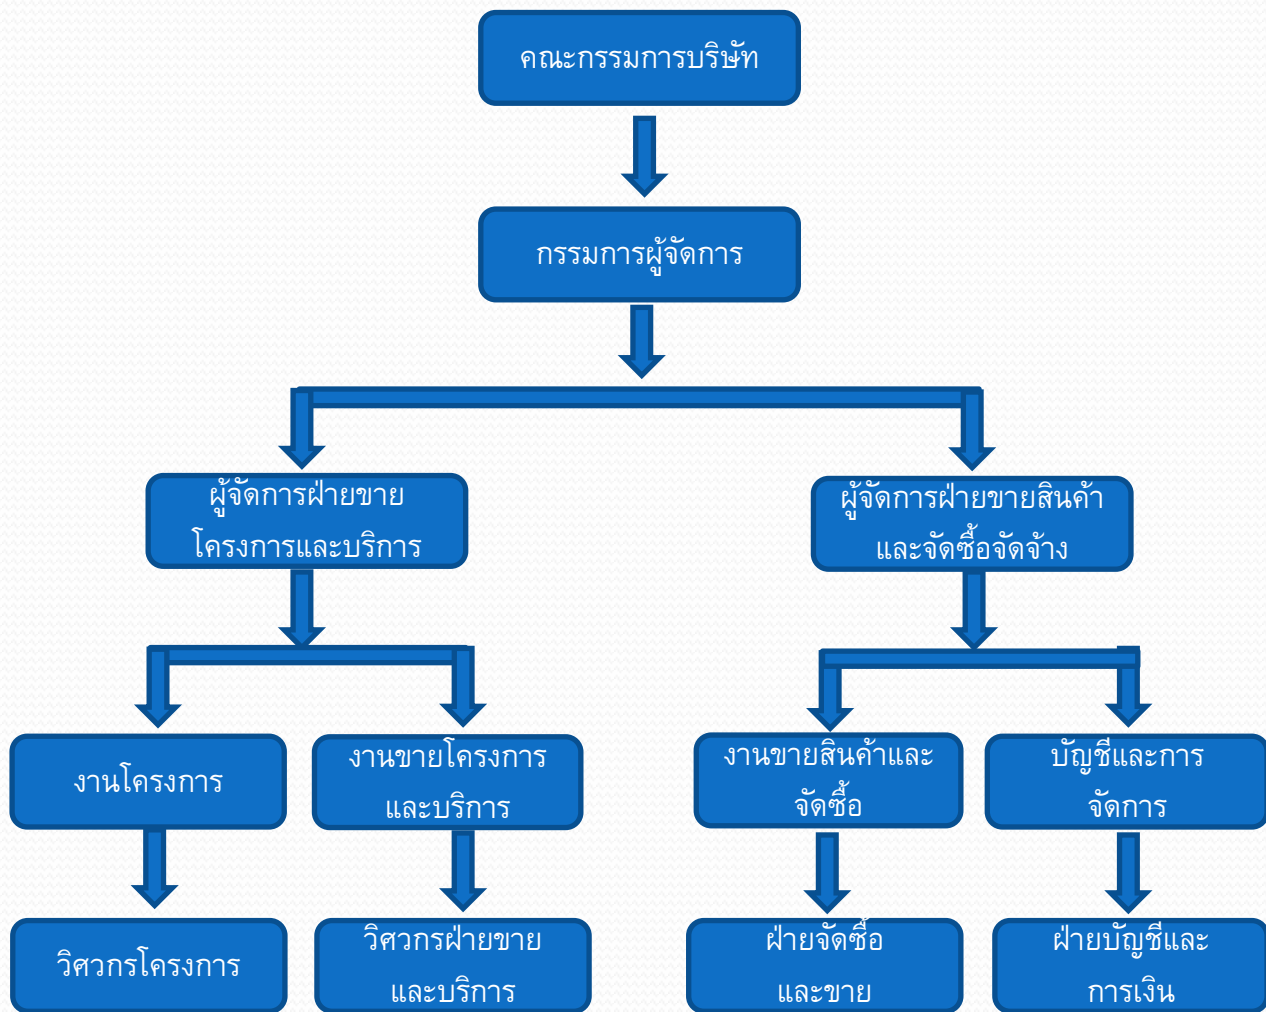 คณะกรรมการบริษัท
กรรมการผู้จัดการ
ผู้จัดการฝ่ายขาย
โครงการและบริการ
ผู้จัดการฝ่ายขายสินค้า
และจัดซื้อจัดจ้าง
งานโครงการ
งานขายโครงการ
และบริการ
งานขายสินค้าและ
จัดซื้อ
บัญชีและการ
จัดการ
วิศวกรโครงการ
วิศวกรฝ่ายขาย
และบริการ
ฝ่ายจัดซื้อ
และขาย
ฝ่ายบัญชีและ
การเงิน